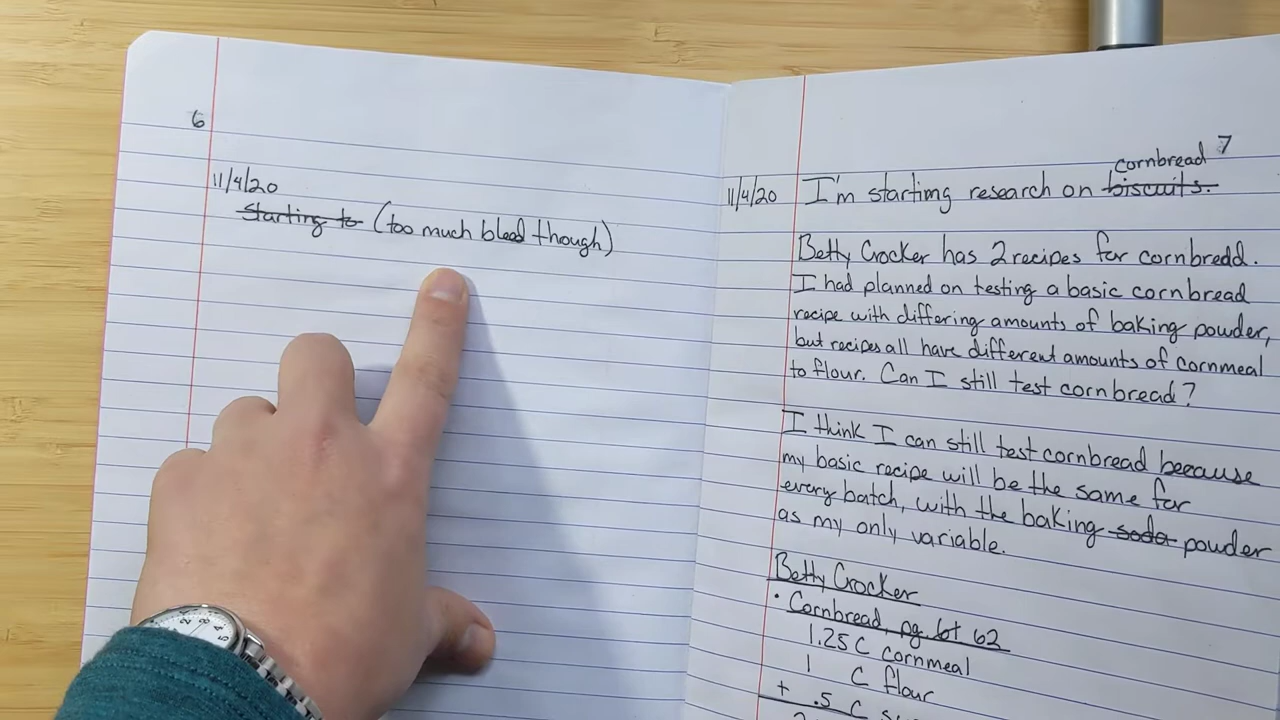 6
11/4/20
Starting to (too much bleed though)
7
cornbread
11/4/20 I'm starting research on biscuits.
Betty Crocker has 2 recipes for cornbredd.
I had planned on testing a basic cornbread
recipe with differing amounts of baking powder,
but recipes all have different amounts of cornmeal
to flour. Can I still test cornbread?
I think I can still test cornbread because
my basic recipe will be the same for
every batch, with the baking soda powder
as my only variable.
Betty Crocker
• Cornbread, pg. 62
1.25 C cornmeal
1 C flour
+ .5 C